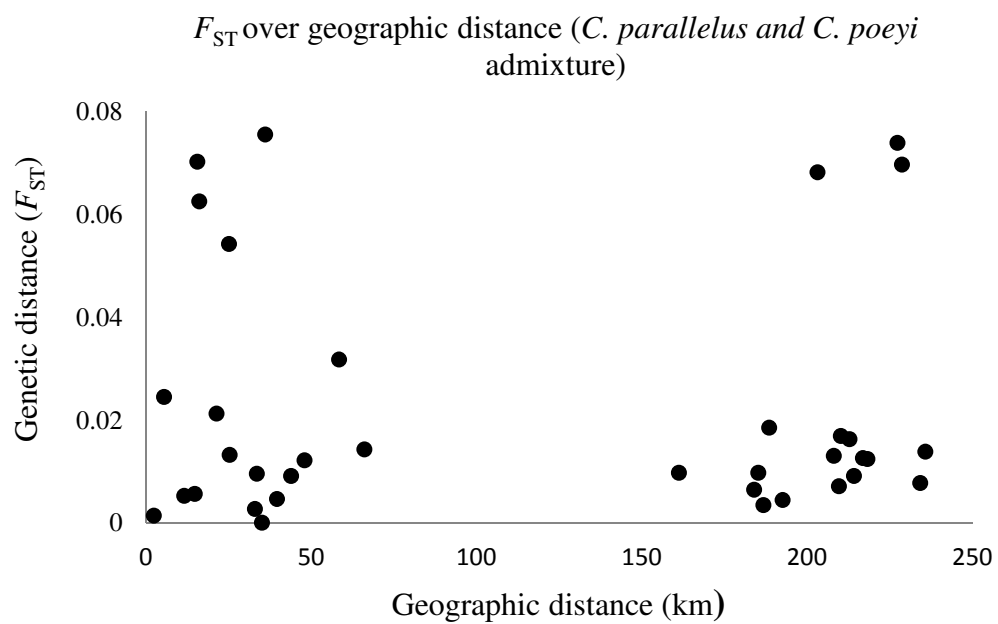 FST over geographic distance (C. parallelus and C. poeyi
admixture)
0.08
0.06
0.04
0.02
0
Genetic distance (FST)
0 50 100 150 200 250
Geographic distance (km)